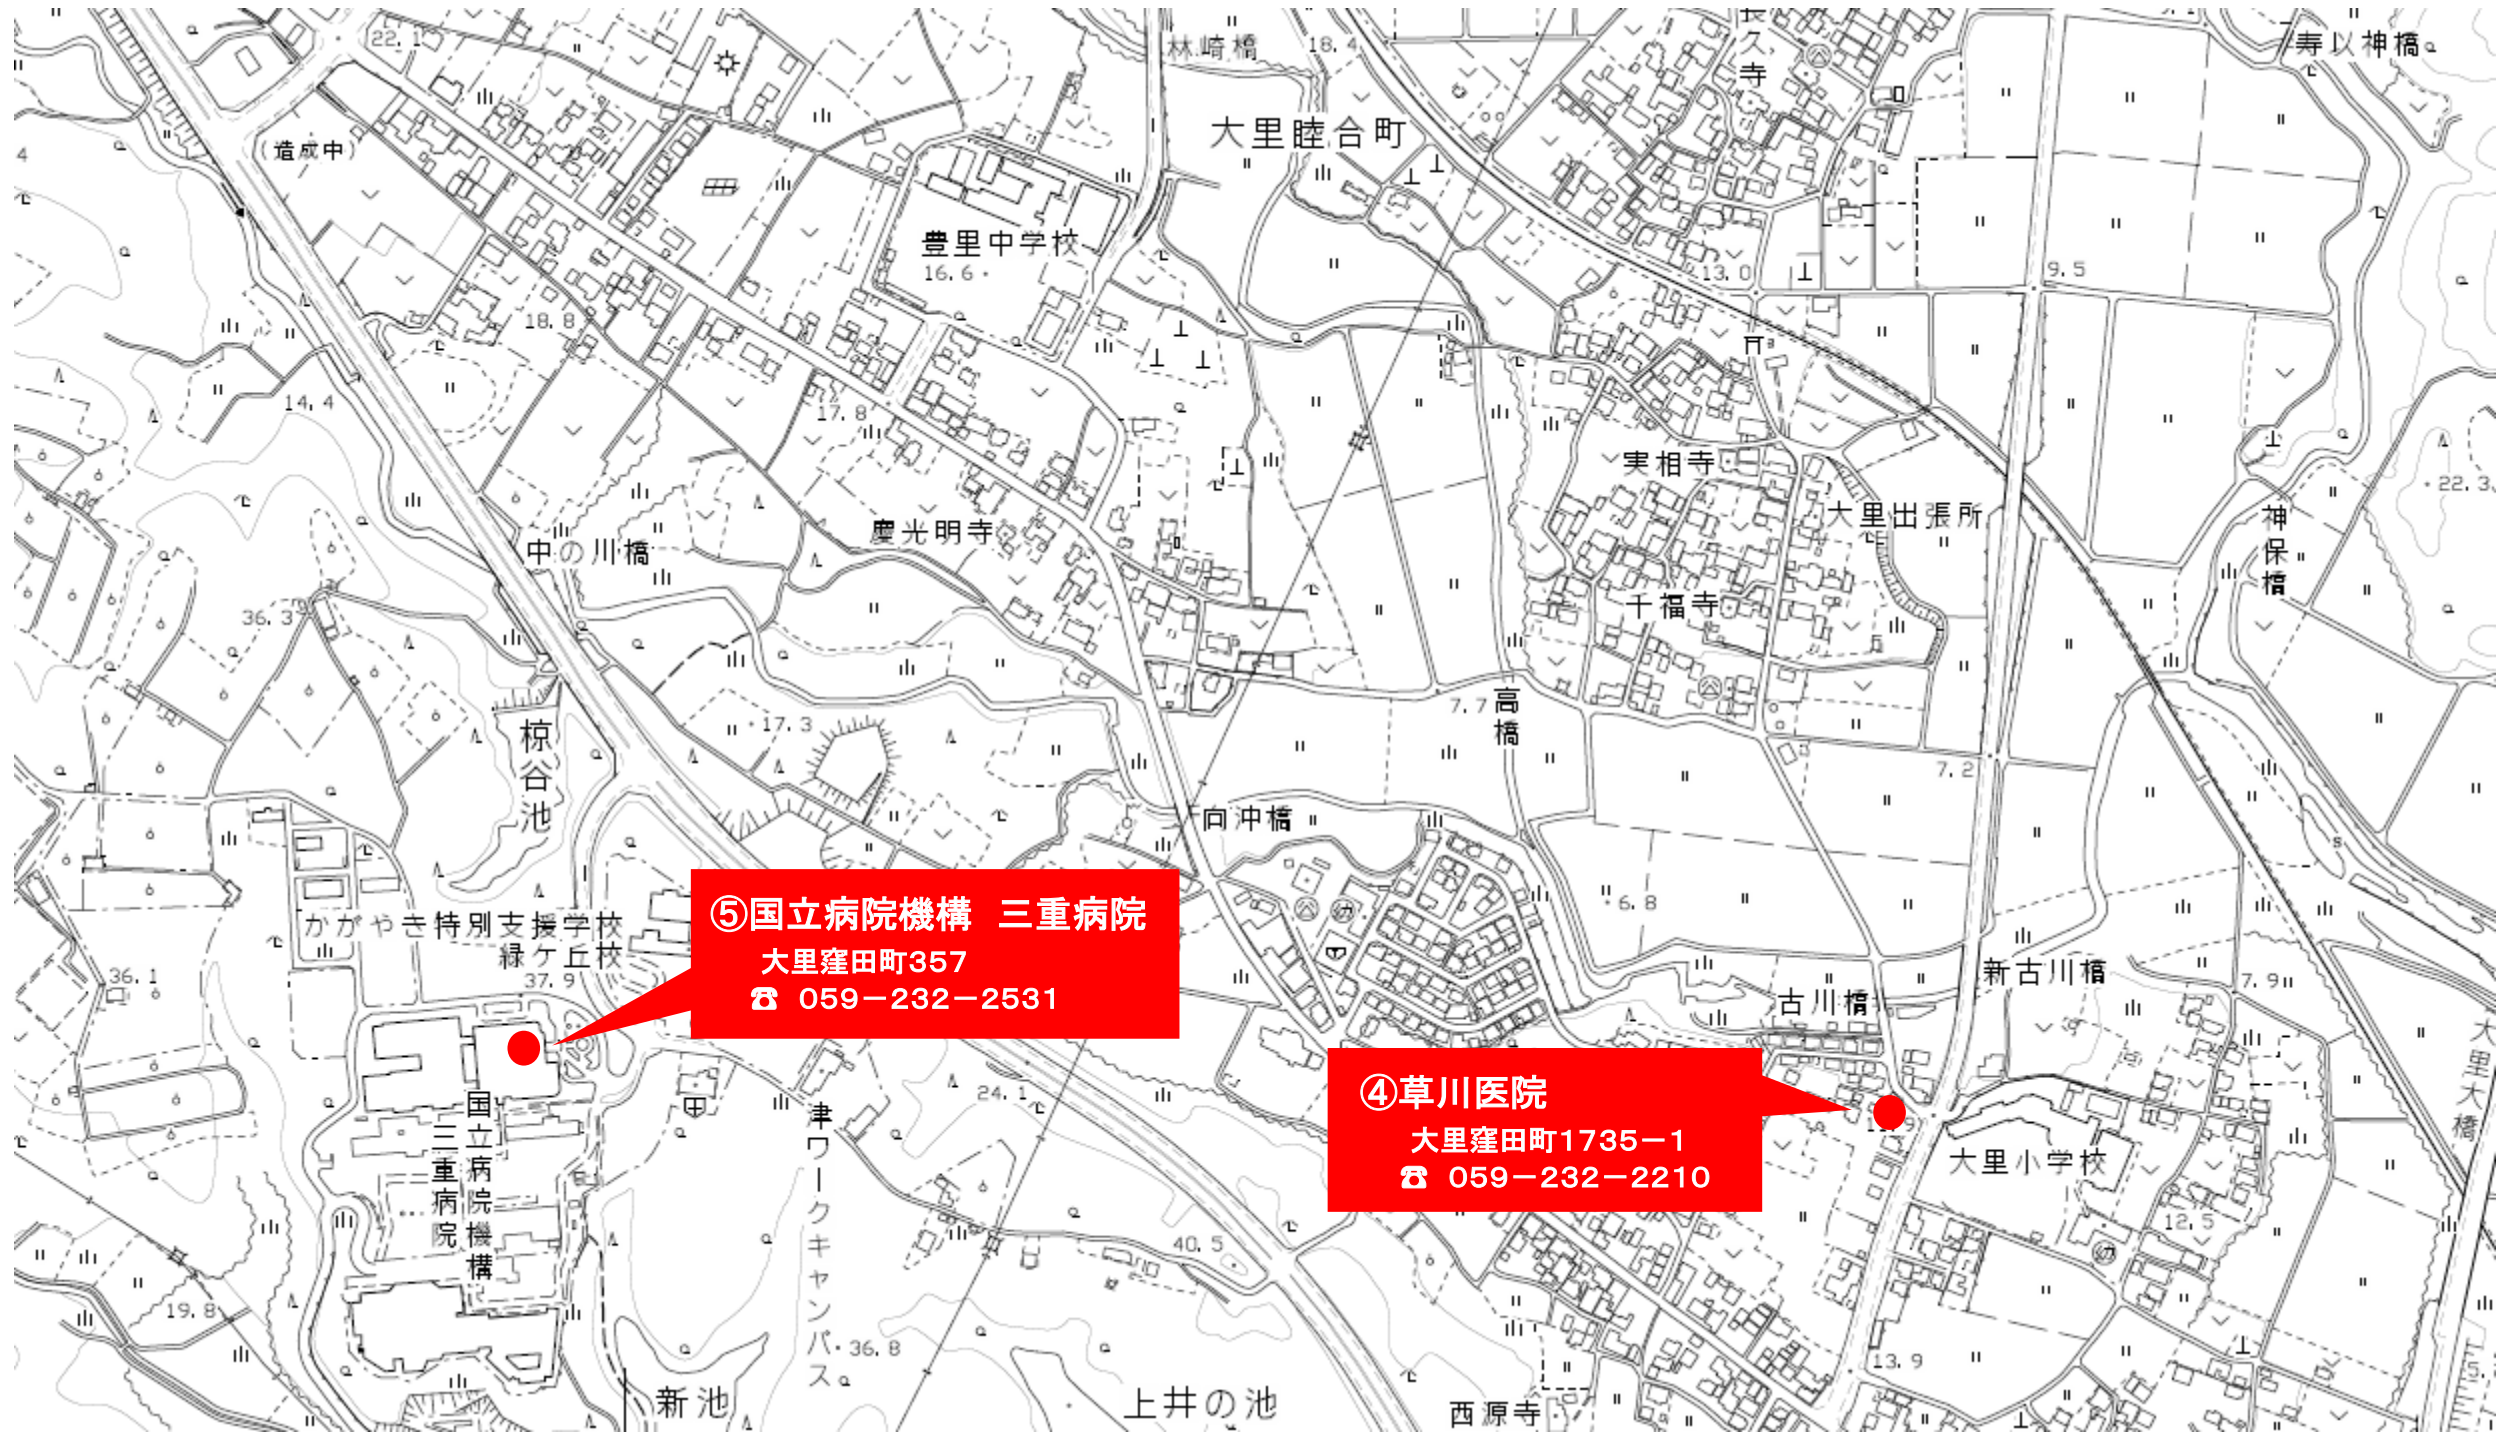 22.1
林崎橋
18.4
長久寺
寿以神橋
(造成中)
大里睦合町
4
豊里中学校
16.6
13.0
9.5
18.8
14.4
17.8
実相寺
22.3
慶光明寺
大里出張所
中の川橋
神保橋
36.3
千福寺
17.3
7.7
高橋
椋谷池
7.2
向沖橋
6.8
かがやき特別支援学校
緑ケ丘校
37.9
36.1
⑤国立病院機構 三重病院
大里窪田町357
☎ 059－232－2531
新古川橋
7.9
古川橋
大里大橋
④草川医院
大里窪田町1735－1
☎ 059－232－2210
24.1
国立病院機構
三重病院
津ワークキャンパス
大里小学校
12.5
40.5
19.8
36.8
13.9
新池
上井の池
西源寺